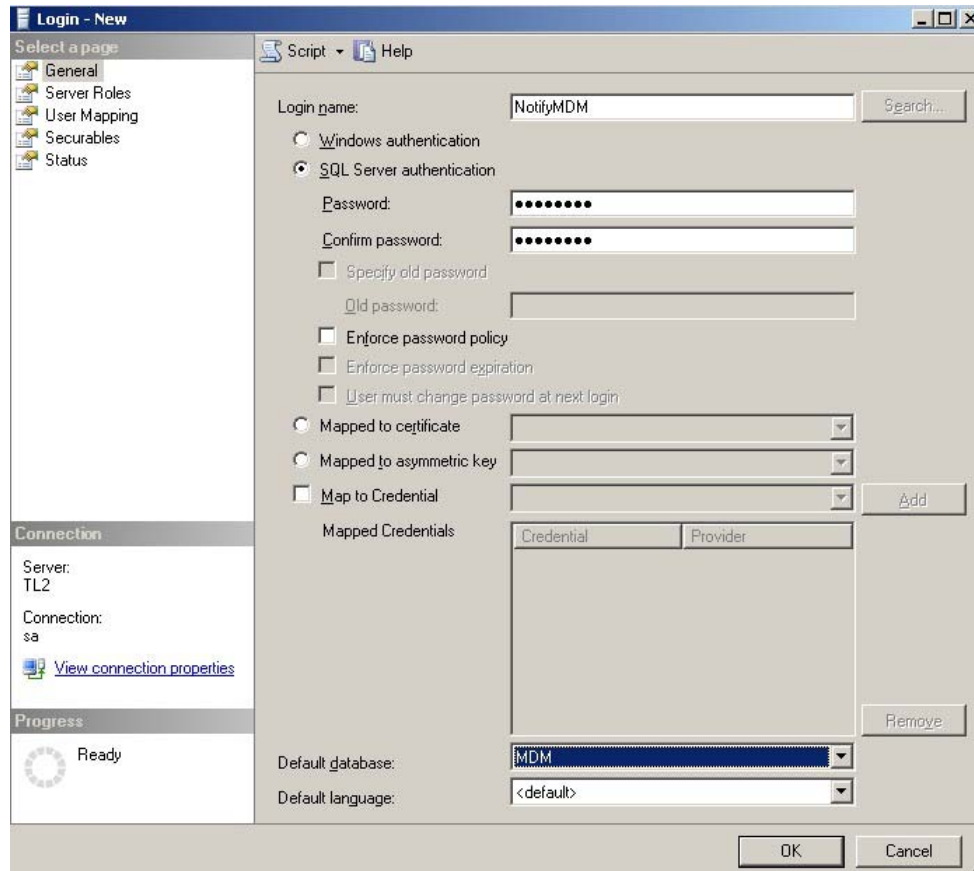 Login - New
Select a page
General
Server Roles
User Mapping
Securables
Status
Script Help
Login name: NotifyMDM Search...
Windows authentication
SQL Server authentication
Password: ●●●●●●●●
Confirm password: ●●●●●●●●
Specify old password
Old password:
Enforce password policy
Enforce password expiration
User must change password at next login
Mapped to certificate
Mapped to asymmetric key
Map to Credential Add
Mapped Credentials Credential Provider
Remove
Default database: MDM
Default language: <default>
Connection
Server:
TL2
Connection:
sa
View connection properties
Progress
Ready
OK Cancel